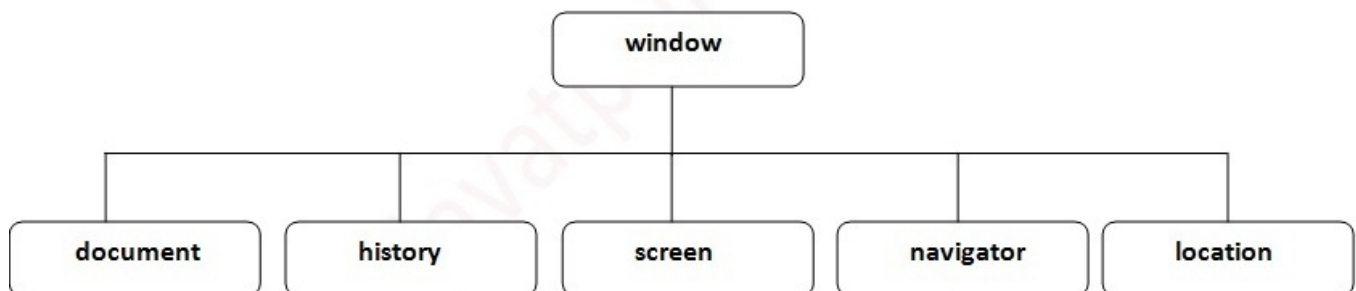 window
document
history
screen
navigator
location